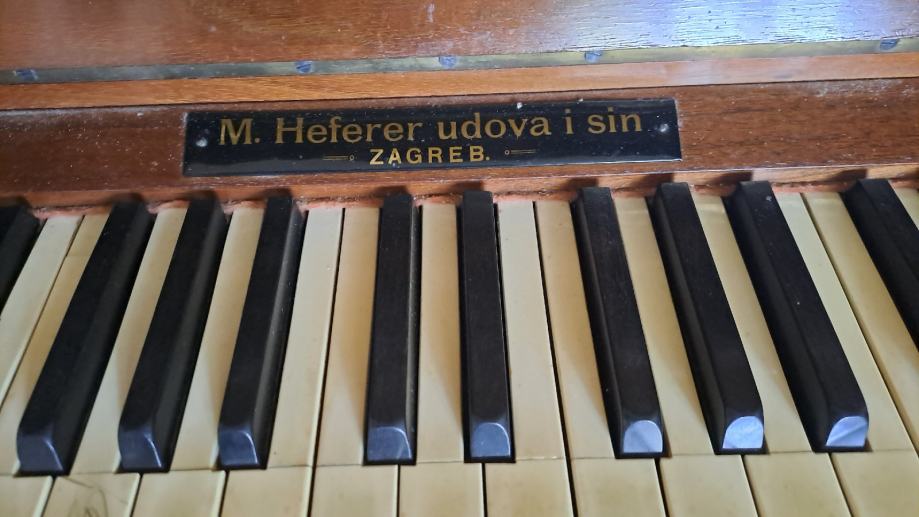 M. Heferer udova i sin
ZAGREB.